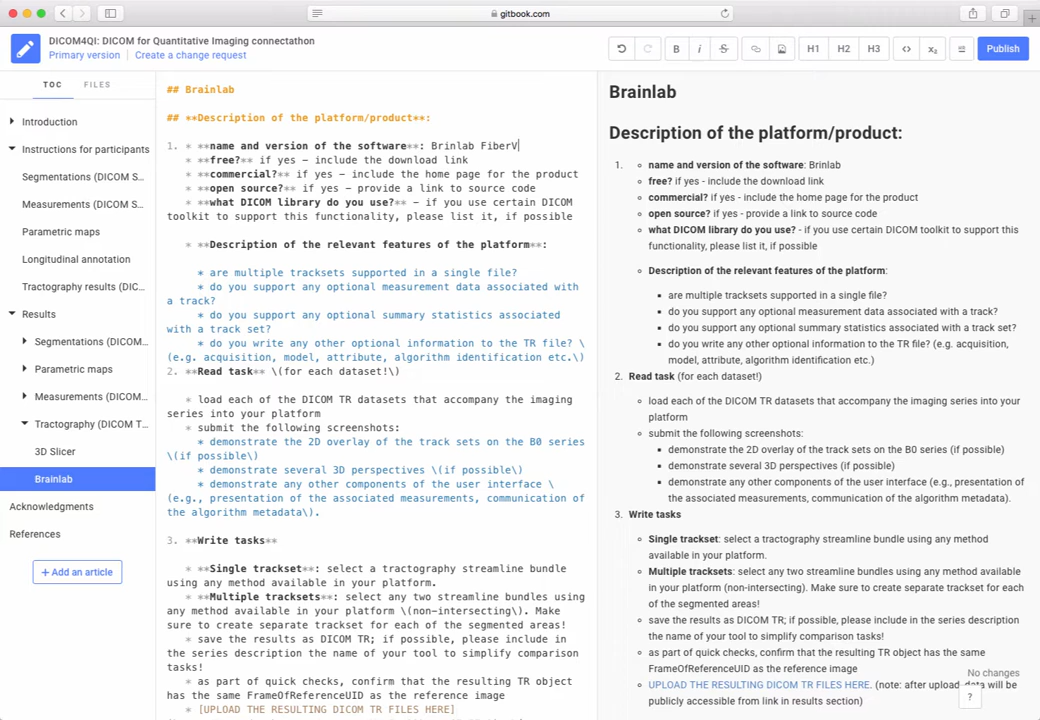 gitbook.com
DICOM4QI: DICOM for Quantitative Imaging connectathon
Primary version Create a change request
B i S H1 H2 H3 <> x₂ Publish
TOC FILES
Introduction
Instructions for participants
Segmentations (DICOM S...
Measurements (DICOM S...
Parametric maps
Longitudinal annotation
Tractography results (DIC...
Results
Segmentations (DICOM...
Parametric maps
Measurements (DICOM...
Tractography (DICOM T...
3D Slicer
Brainlab
Acknowledgments
References
+ Add an article
## Brainlab
## **Description of the platform/product**:
1. * **name and version of the software**: Brinlab FiberV
* **free?** if yes – include the download link
* **commercial?** if yes – include the home page for the product
* **open source?** if yes – provide a link to source code
* **what DICOM library do you use?** – if you use certain DICOM
toolkit to support this functionality, please list it, if possible
* **Description of the relevant features of the platform**:
* are multiple tracksets supported in a single file?
* do you support any optional measurement data associated with
a track?
* do you support any optional summary statistics associated
with a track set?
* do you write any other optional information to the TR file? \
(e.g. acquisition, model, attribute, algorithm identification etc.\)
2. **Read task** \(for each dataset!\)
* load each of the DICOM TR datasets that accompany the imaging
series into your platform
* submit the following screenshots:
* demonstrate the 2D overlay of the track sets on the B0 series
\(if possible\)
* demonstrate several 3D perspectives \(if possible\)
* demonstrate any other components of the user interface \
(e.g., presentation of the associated measurements, communication of
the algorithm metadata\).
3. **Write tasks**
* **Single trackset**: select a tractography streamline bundle
using any method available in your platform.
* **Multiple tracksets**: select any two streamline bundles using
any method available in your platform \(non-intersecting\). Make
sure to create separate trackset for each of the segmented areas!
* save the results as DICOM TR; if possible, please include in
the series description the name of your tool to simplify comparison
tasks!
* as part of quick checks, confirm that the resulting TR object
has the same FrameOfReferenceUID as the reference image
* [UPLOAD THE RESULTING DICOM TR FILES HERE]
Brainlab
Description of the platform/product:
1. ◦ name and version of the software: Brinlab
◦ free? if yes - include the download link
◦ commercial? if yes - include the home page for the product
◦ open source? if yes - provide a link to source code
◦ what DICOM library do you use? - if you use certain DICOM toolkit to support this
functionality, please list it, if possible
◦ Description of the relevant features of the platform:
▪ are multiple tracksets supported in a single file?
▪ do you support any optional measurement data associated with a track?
▪ do you support any optional summary statistics associated with a track set?
▪ do you write any other optional information to the TR file? (e.g. acquisition,
model, attribute, algorithm identification etc.)
2. Read task (for each dataset!)
◦ load each of the DICOM TR datasets that accompany the imaging series into your
platform
◦ submit the following screenshots:
▪ demonstrate the 2D overlay of the track sets on the B0 series (if possible)
▪ demonstrate several 3D perspectives (if possible)
▪ demonstrate any other components of the user interface (e.g., presentation of
the associated measurements, communication of the algorithm metadata).
3. Write tasks
◦ Single trackset: select a tractography streamline bundle using any method
available in your platform.
◦ Multiple tracksets: select any two streamline bundles using any method available
in your platform (non-intersecting). Make sure to create separate trackset for each
of the segmented areas!
◦ save the results as DICOM TR; if possible, please include in the series description
the name of your tool to simplify comparison tasks!
◦ as part of quick checks, confirm that the resulting TR object has the same
FrameOfReferenceUID as the reference image
◦ UPLOAD THE RESULTING DICOM TR FILES HERE. (note: after upload, data will be
publicly accessible from link in results section)
No changes
?